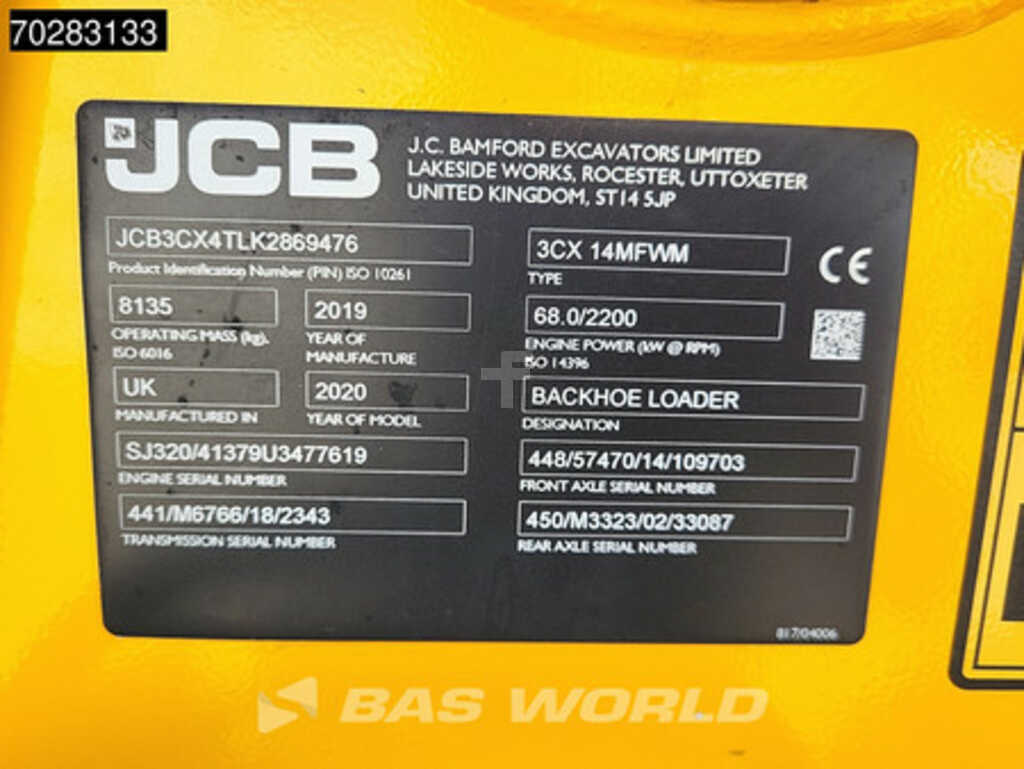 70283133
JCB
J.C. BAMFORD EXCAVATORS LIMITED
LAKESIDE WORKS, ROCESTER, UTTOXETER
UNITED KINGDOM, ST14 5JP
JCB3CX4TLK2869476
Product Identification Number (PIN) ISO 10261
8135
OPERATING MASS (kg),
ISO 6016
2019
YEAR OF
MANUFACTURE
UK
MANUFACTURED IN
2020
YEAR OF MODEL
SJ320/41379U3477619
ENGINE SERIAL NUMBER
441/M6766/18/2343
TRANSMISSION SERIAL NUMBER
3CX 14MFWM
TYPE
CE
68.0/2200
ENGINE POWER (kW @ RPM)
ISO 14396
BACKHOE LOADER
DESIGNATION
448/57470/14/109703
FRONT AXLE SERIAL NUMBER
450/M3323/02/33087
REAR AXLE SERIAL NUMBER
817/04006
BAS WORLD